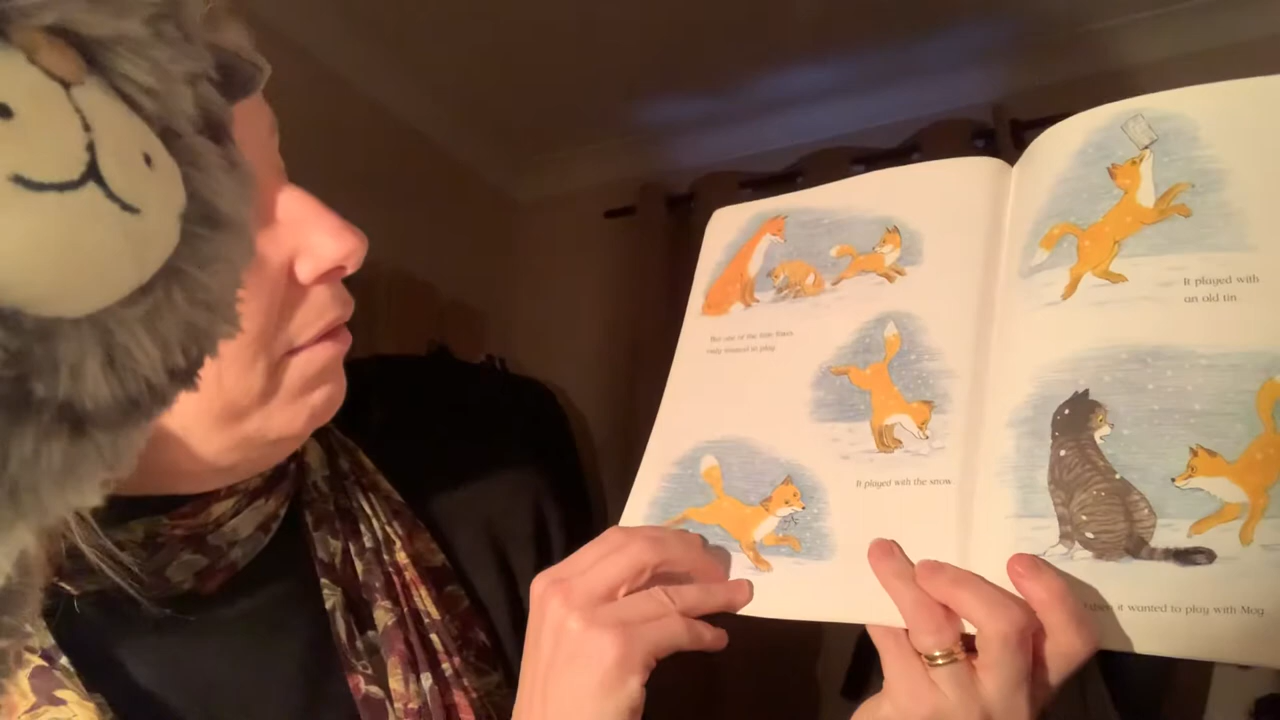 But one of the little foxes
only wanted to play.
It played with the snow.
It played with
an old tin.
Then it wanted to play with Mog.